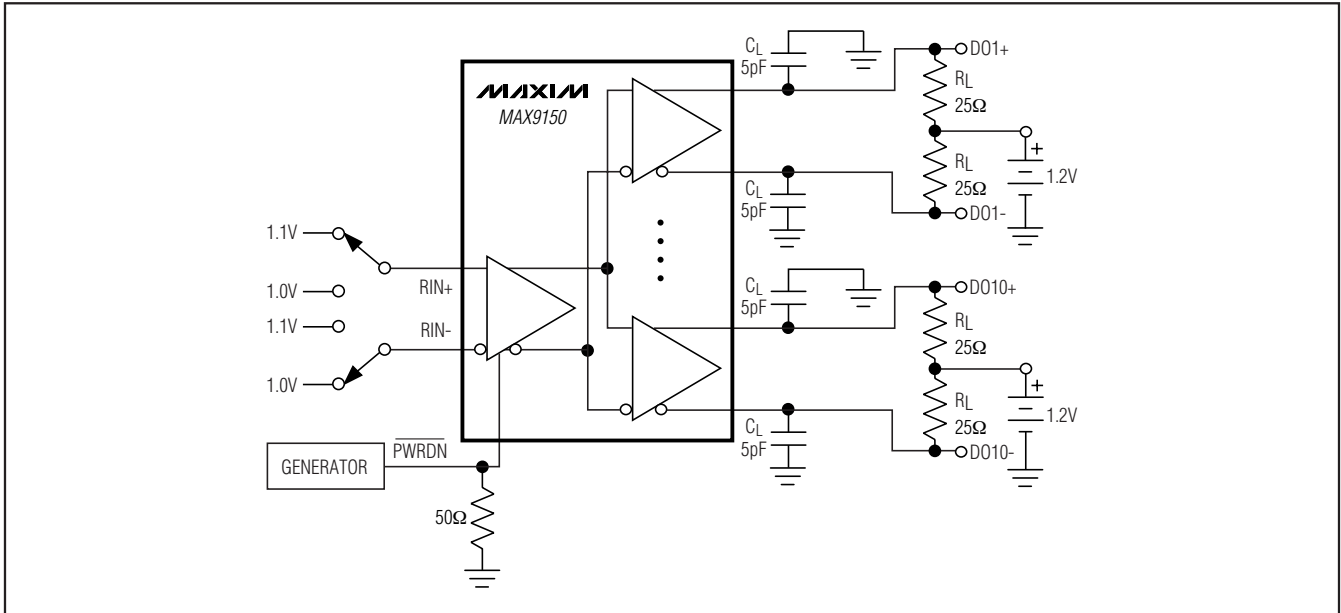 CL
5pF
DO1+
RL
25Ω
MAXIM
MAX9150
+
1.2V
RL
25Ω
CL
5pF
DO1-
1.1V
RIN+
1.0V
1.1V
RIN-
1.0V
CL
5pF
DO10+
RL
25Ω
+
1.2V
RL
25Ω
CL
5pF
DO10-
PWRDN
GENERATOR
50Ω